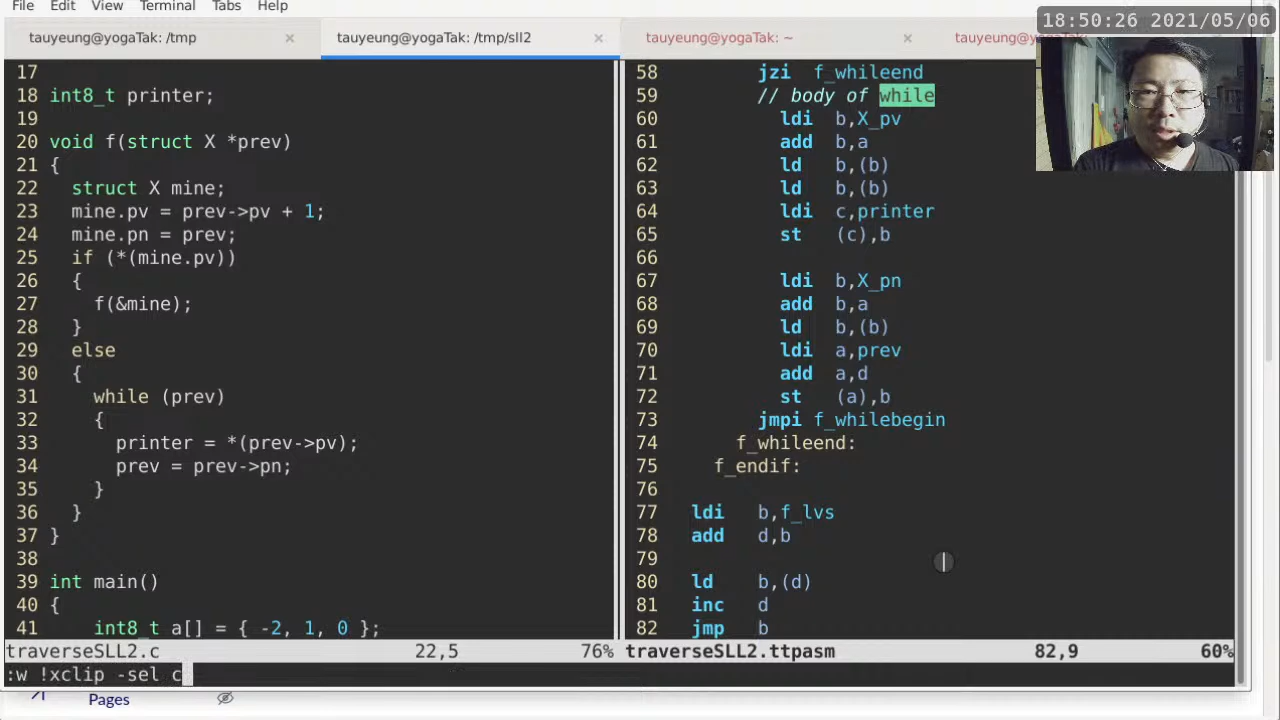 File Edit View Terminal Tabs Help
18:50:26 2021/05/06
tauyeung@yogaTak: /tmp × tauyeung@yogaTak: /tmp/sll2 × tauyeung@yogaTak: ~ × tauyeung@yogaTak:
17
18 int8_t printer;
19
20 void f(struct X *prev)
21 {
22   struct X mine;
23   mine.pv = prev->pv + 1;
24   mine.pn = prev;
25   if (*(mine.pv))
26   {
27     f(&mine);
28   }
29   else
30   {
31     while (prev)
32     {
33       printer = *(prev->pv);
34       prev = prev->pn;
35     }
36   }
37 }
38
39 int main()
40 {
41     int8_t a[] = { -2, 1, 0 };
traverseSLL2.c 22,5 76%
58 jzi f_whileend
59 // body of while
60 ldi b,X_pv
61 add b,a
62 ld b,(b)
63 ld b,(b)
64 ldi c,printer
65 st (c),b
66
67 ldi b,X_pn
68 add b,a
69 ld b,(b)
70 ldi a,prev
71 add a,d
72 st (a),b
73 jmpi f_whilebegin
74 f_whileend:
75 f_endif:
76
77 ldi b,f_lvs
78 add d,b
79
80 ld b,(d)
81 inc d
82 jmp b
traverseSLL2.ttpasm 82,9 60%
:w !xclip -sel c
Pages